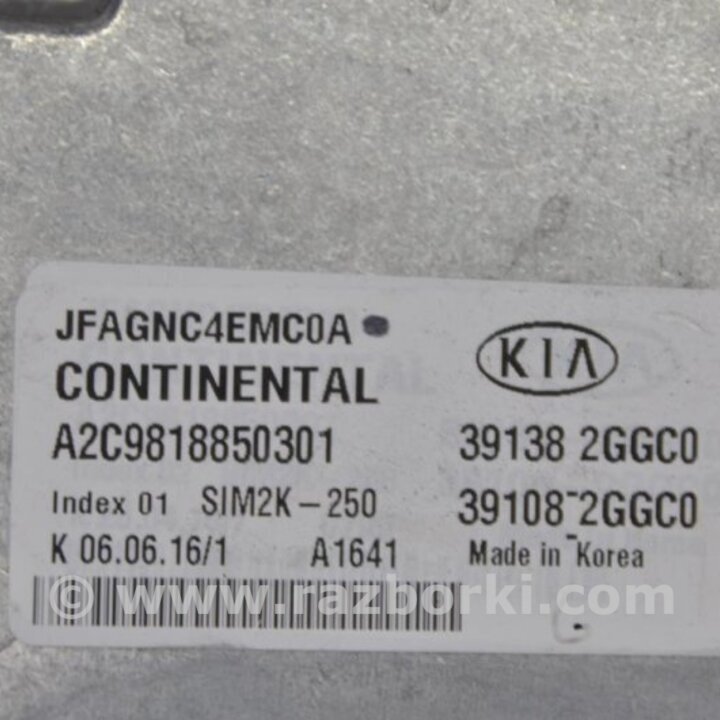 JFAGNC4EMC0A
KIA
CONTINENTAL
A2C9818850301
39138 2GGC0
Index 01 SIM2K-250
39108-2GGC0
K 06.06.16/1 A1641
Made in Korea
© www.razborki.com